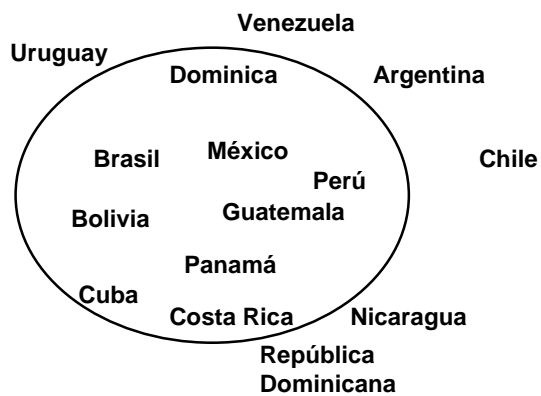 Venezuela
Uruguay
Dominica
Argentina
Brasil
México
Chile
Perú
Bolivia
Guatemala
Panamá
Cuba
Costa Rica
Nicaragua
República
Dominicana